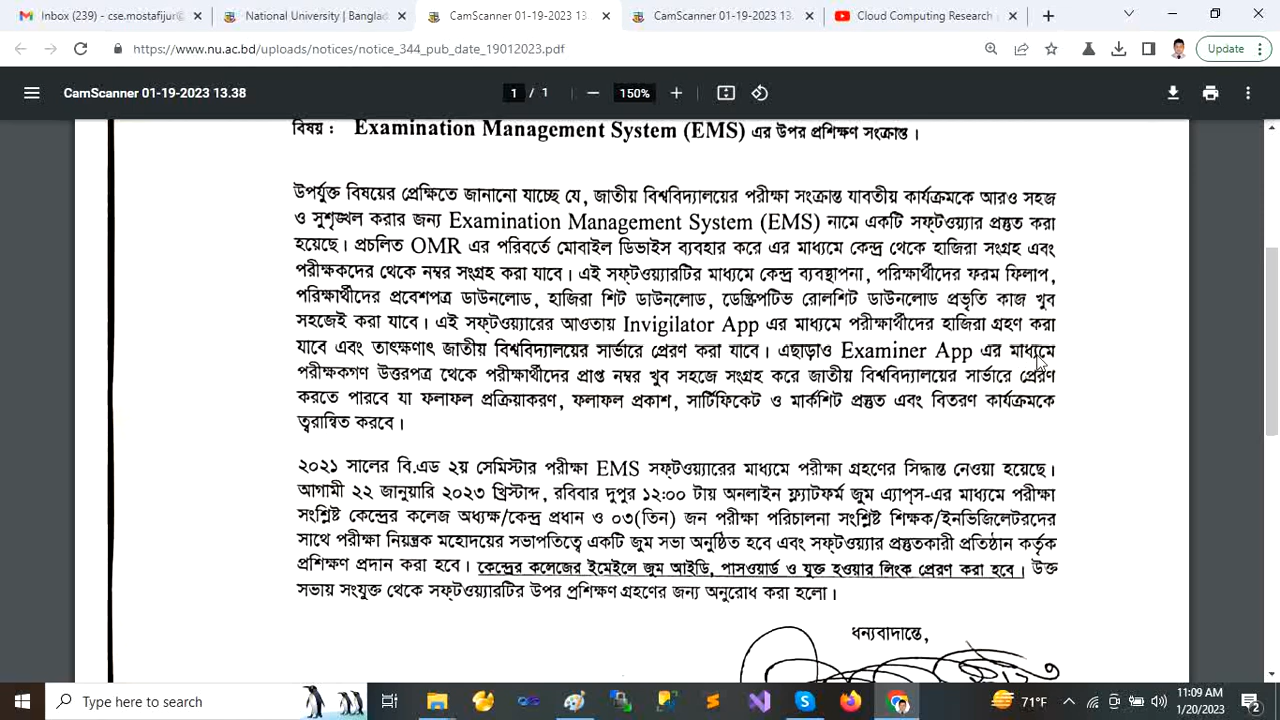 Inbox (239) - cse.mostafijur
National University | Banglad
CamScanner 01-19-2023 13
CamScanner 01-19-2023 13.
Cloud Computing Research
https://www.nu.ac.bd/uploads/notices/notice_344_pub_date_19012023.pdf
Update
CamScanner 01-19-2023 13.38
1 / 1
150%
বিষয় : Examination Management System (EMS) এর উপর প্রশিক্ষণ সংক্রান্ত।
উপর্যুক্ত বিষয়ের প্রেক্ষিতে জানানো যাচ্ছে যে, জাতীয় বিশ্ববিদ্যালয়ের পরীক্ষা সংক্রান্ত যাবতীয় কার্যক্রমকে আরও সহজ
ও সুশৃঙ্খল করার জন্য Examination Management System (EMS) নামে একটি সফ্টওয়্যার প্রস্তুত করা
হয়েছে। প্রচলিত OMR এর পরিবর্তে মোবাইল ডিভাইস ব্যবহার করে এর মাধ্যমে কেন্দ্র থেকে হাজিরা সংগ্রহ এবং
পরীক্ষকদের থেকে নম্বর সংগ্রহ করা যাবে। এই সফ্টওয়্যারটির মাধ্যমে কেন্দ্র ব্যবস্থাপনা, পরিক্ষার্থীদের ফরম ফিলাপ,
পরিক্ষার্থীদের প্রবেশপত্র ডাউনলোড, হাজিরা শিট ডাউনলোড, ডেস্ক্রিপটিভ রোলশিট ডাউনলোড প্রভৃতি কাজ খুব
সহজেই করা যাবে। এই সফ্টওয়্যারের আওতায় Invigilator App এর মাধ্যমে পরীক্ষার্থীদের হাজিরা গ্রহণ করা
যাবে এবং তাৎক্ষণাৎ জাতীয় বিশ্ববিদ্যালয়ের সার্ভারে প্রেরণ করা যাবে। এছাড়াও Examiner App এর মাধ্যমে
পরীক্ষকগণ উত্তরপত্র থেকে পরীক্ষার্থীদের প্রাপ্ত নম্বর খুব সহজে সংগ্রহ করে জাতীয় বিশ্ববিদ্যালয়ের সার্ভারে প্রেরণ
করতে পারবে যা ফলাফল প্রক্রিয়াকরণ, ফলাফল প্রকাশ, সার্টিফিকেট ও মার্কশিট প্রস্তুত এবং বিতরণ কার্যক্রমকে
ত্বরান্বিত করবে।
২০২১ সালের বি.এড ২য় সেমিস্টার পরীক্ষা EMS সফ্টওয়্যারের মাধ্যমে পরীক্ষা গ্রহণের সিদ্ধান্ত নেওয়া হয়েছে।
আগামী ২২ জানুয়ারি ২০২৩ খ্রিস্টাব্দ, রবিবার দুপুর ১২:০০ টায় অনলাইন প্ল্যাটফর্ম জুম এ্যাপ্স-এর মাধ্যমে পরীক্ষা
সংশ্লিষ্ট কেন্দ্রের কলেজ অধ্যক্ষ/কেন্দ্র প্রধান ও ০৩(তিন) জন পরীক্ষা পরিচালনা সংশ্লিষ্ট শিক্ষক/ইনভিজিলেটরদের
সাথে পরীক্ষা নিয়ন্ত্রক মহোদয়ের সভাপতিত্বে একটি জুম সভা অনুষ্ঠিত হবে এবং সফ্টওয়্যার প্রস্তুতকারী প্রতিষ্ঠান কর্তৃক
প্রশিক্ষণ প্রদান করা হবে। কেন্দ্রের কলেজের ইমেইলে জুম আইডি, পাসওয়ার্ড ও যুক্ত হওয়ার লিংক প্রেরণ করা হবে। উক্ত
সভায় সংযুক্ত থেকে সফ্টওয়্যারটির উপর প্রশিক্ষণ গ্রহণের জন্য অনুরোধ করা হলো।
ধন্যবাদান্তে,
Type here to search
71°F
11:09 AM
1/20/2023
2